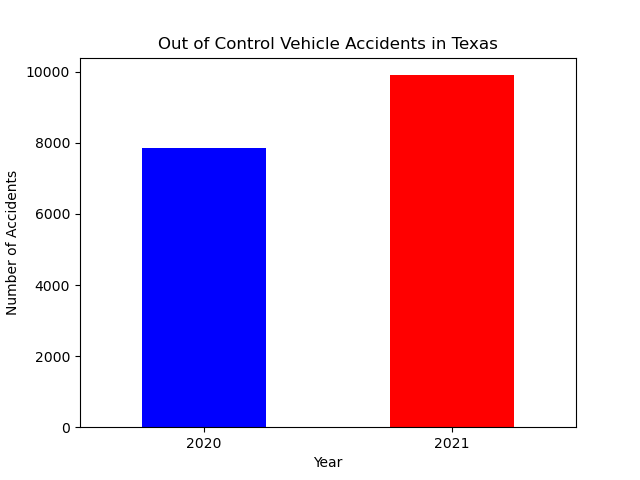 Out of Control Vehicle Accidents in Texas
10000
8000
6000
4000
2000
0
Number of Accidents
2020
2021
Year